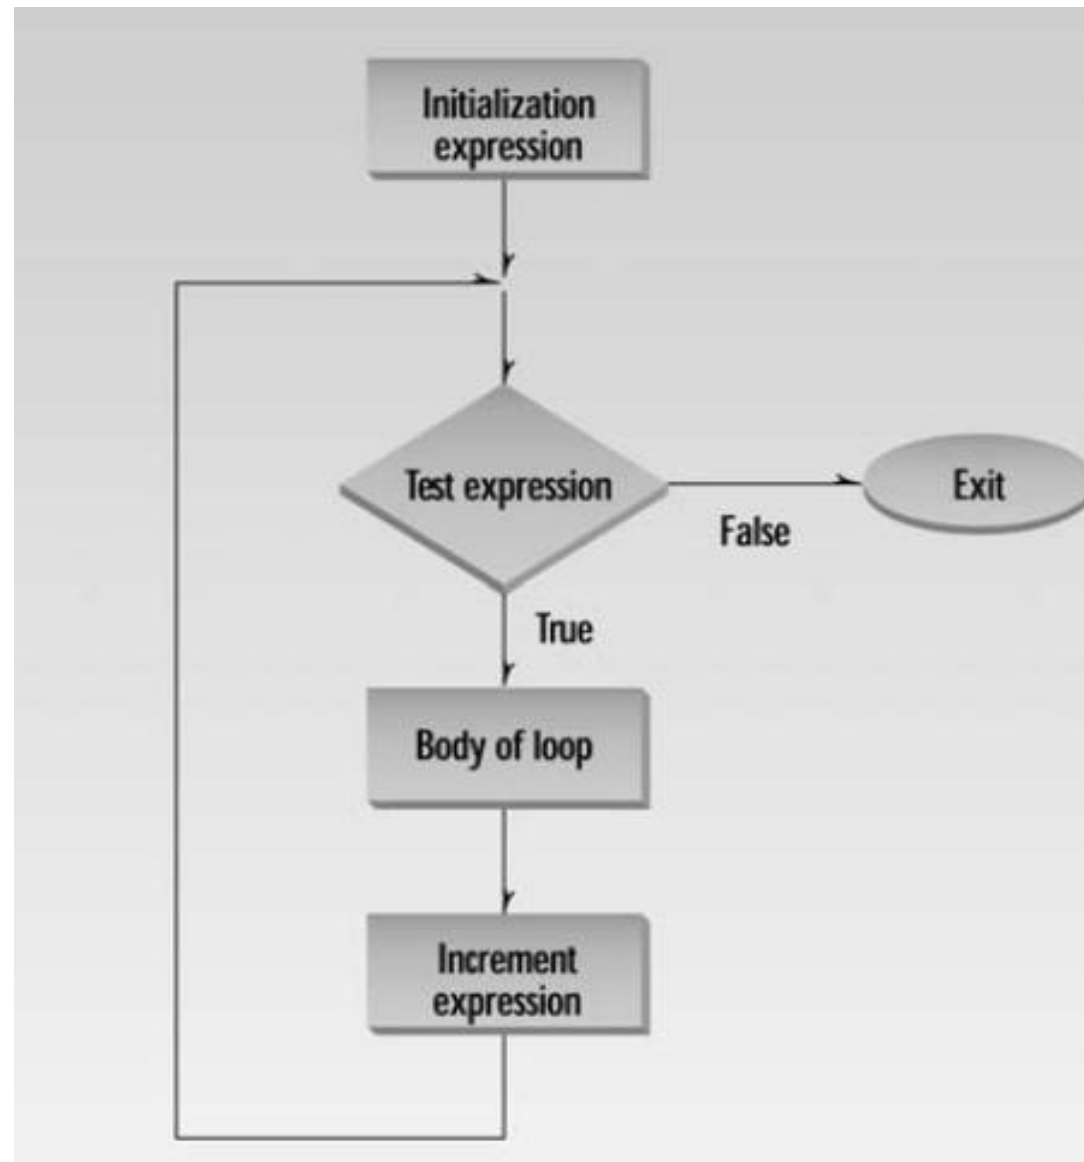 Initialization
expression
Test expression
Exit
False
True
Body of loop
Increment
expression